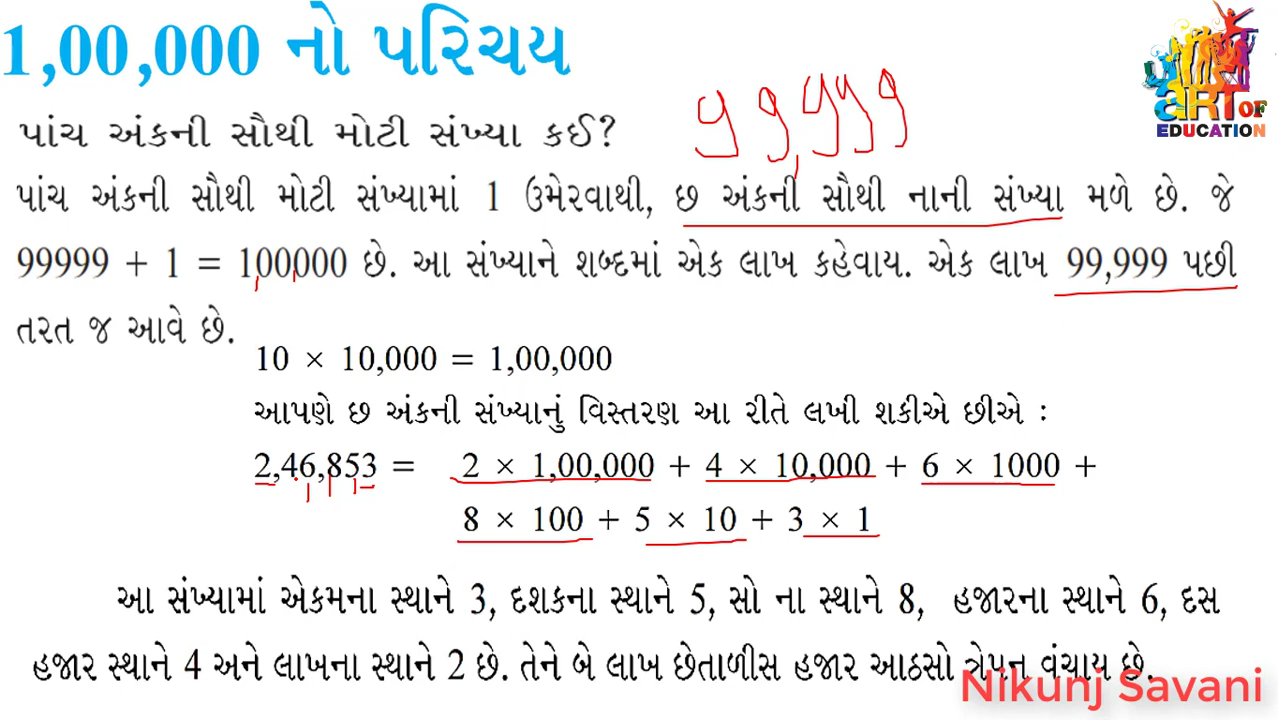 1,00,000 નો પરિચય
ART OF
EDUCATION
પાંચ અંકની સૌથી મોટી સંખ્યા કઈ?
99,999
પાંચ અંકની સૌથી મોટી સંખ્યામાં 1 ઉમેરવાથી, છ અંકની સૌથી નાની સંખ્યા મળે છે. જે
99999 + 1 = 100000 છે. આ સંખ્યાને શબ્દમાં એક લાખ કહેવાય. એક લાખ 99,999 પછી
તરત જ આવે છે.
10 × 10,000 = 1,00,000
આપણે છ અંકની સંખ્યાનું વિસ્તરણ આ રીતે લખી શકીએ છીએ :
2,46,853 = 2 × 1,00,000 + 4 × 10,000 + 6 × 1000 +
8 × 100 + 5 × 10 + 3 × 1
આ સંખ્યામાં એકમના સ્થાને 3, દશકના સ્થાને 5, સો ના સ્થાને 8, હજારના સ્થાને 6, દસ
હજાર સ્થાને 4 અને લાખના સ્થાને 2 છે. તેને બે લાખ છેતાળીસ હજાર આઠસો ત્રેપન વંચાય છે.
Nikunj Savani